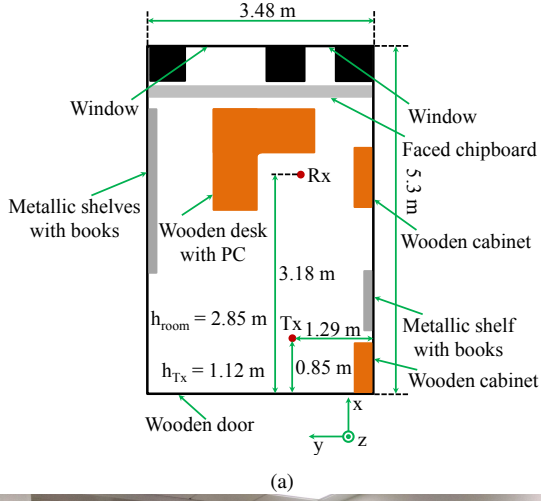 3.48 m
Window
Window
Faced chipboard
5.3 m
Metallic shelves
with books
Rx
Wooden desk
with PC
Wooden cabinet
3.18 m
h_room = 2.85 m
Tx
1.29 m
Metallic shelf
with books
h_Tx = 1.12 m
0.85 m
Wooden cabinet
Wooden door
x
y
z
(a)